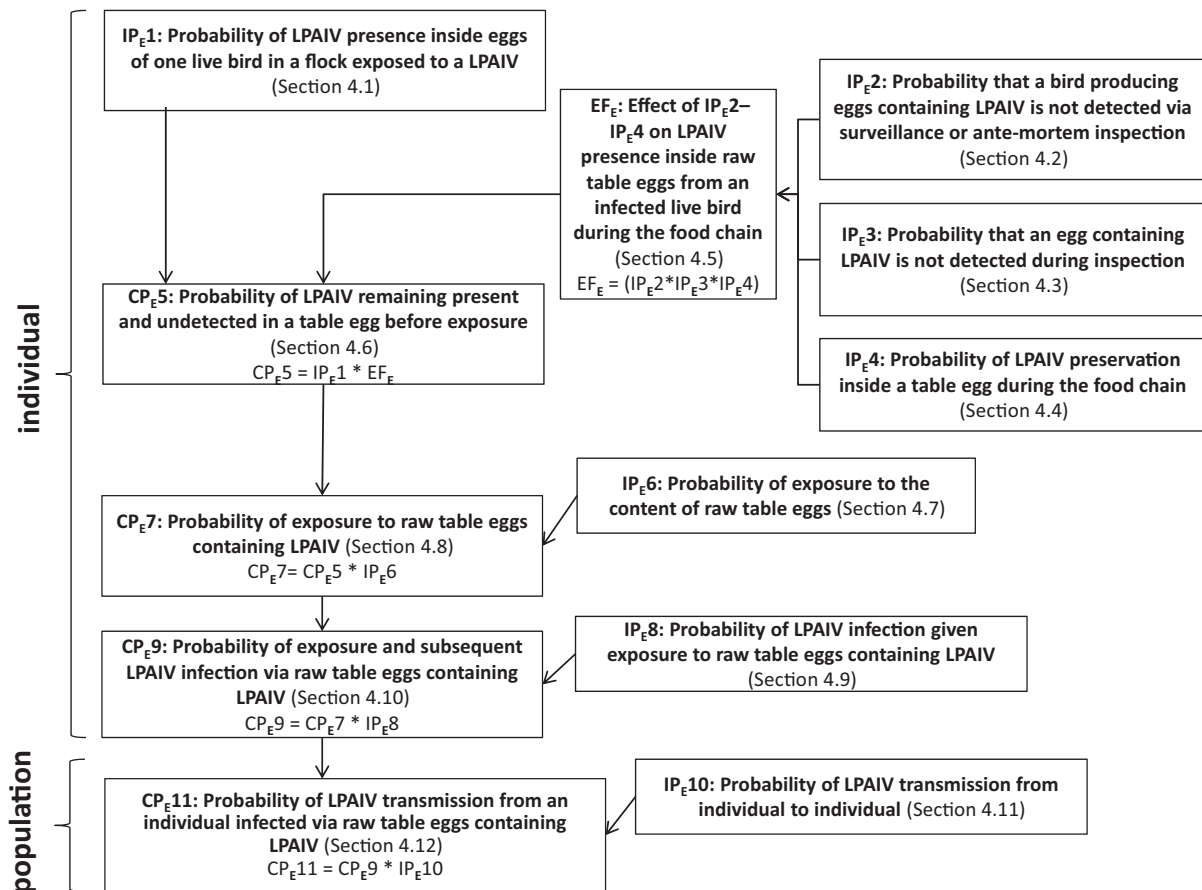 IPE1: Probability of LPAIV presence inside eggs
of one live bird in a flock exposed to a LPAIV
(Section 4.1)
EFE: Effect of IPE2–
IPE4 on LPAIV
presence inside raw
table eggs from an
infected live bird
during the food chain
(Section 4.5)
EFE = (IPE2*IPE3*IPE4)
IPE2: Probability that a bird producing
eggs containing LPAIV is not detected via
surveillance or ante-mortem inspection
(Section 4.2)
IPE3: Probability that an egg containing
LPAIV is not detected during inspection
(Section 4.3)
IPE4: Probability of LPAIV preservation
inside a table egg during the food chain
(Section 4.4)
individual
CPE5: Probability of LPAIV remaining present
and undetected in a table egg before exposure
(Section 4.6)
CPE5 = IPE1 * EFE
IPE6: Probability of exposure to the
content of raw table eggs (Section 4.7)
CPE7: Probability of exposure to raw table eggs
containing LPAIV (Section 4.8)
CPE7= CPE5 * IPE6
IPE8: Probability of LPAIV infection given
exposure to raw table eggs containing LPAIV
(Section 4.9)
CPE9: Probability of exposure and subsequent
LPAIV infection via raw table eggs containing
LPAIV (Section 4.10)
CPE9 = CPE7 * IPE8
population
IPE10: Probability of LPAIV transmission from
individual to individual (Section 4.11)
CPE11: Probability of LPAIV transmission from an
individual infected via raw table eggs containing
LPAIV (Section 4.12)
CPE11 = CPE9 * IPE10